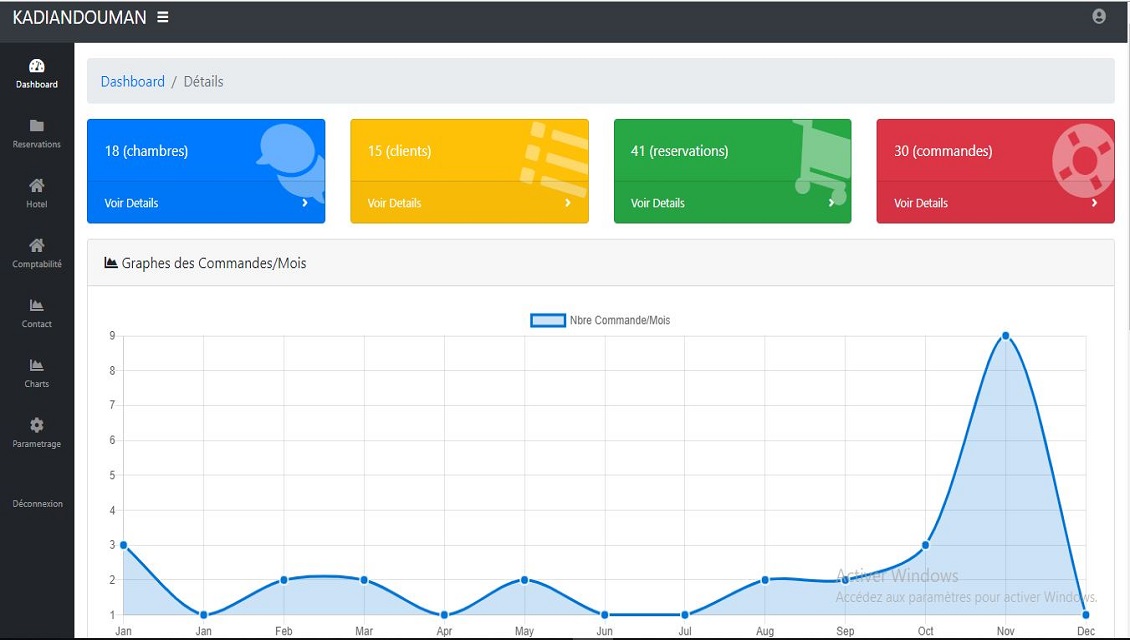 KADIANDOUMAN
Dashboard
Reservations
Hotel
Comptabilité
Contact
Charts
Parametrage
Déconnexion
Dashboard / Détails
18 (chambres)
Voir Details
15 (clients)
Voir Details
41 (reservations)
Voir Details
30 (commandes)
Voir Details
Graphes des Commandes/Mois
Nbre Commande/Mois
9
8
7
6
5
4
3
2
1
Jan Jan Feb Mar Apr May Jun Jul Aug Sep Oct Nov Dec
Activer Windows
Accédez aux paramètres pour activer Windows.